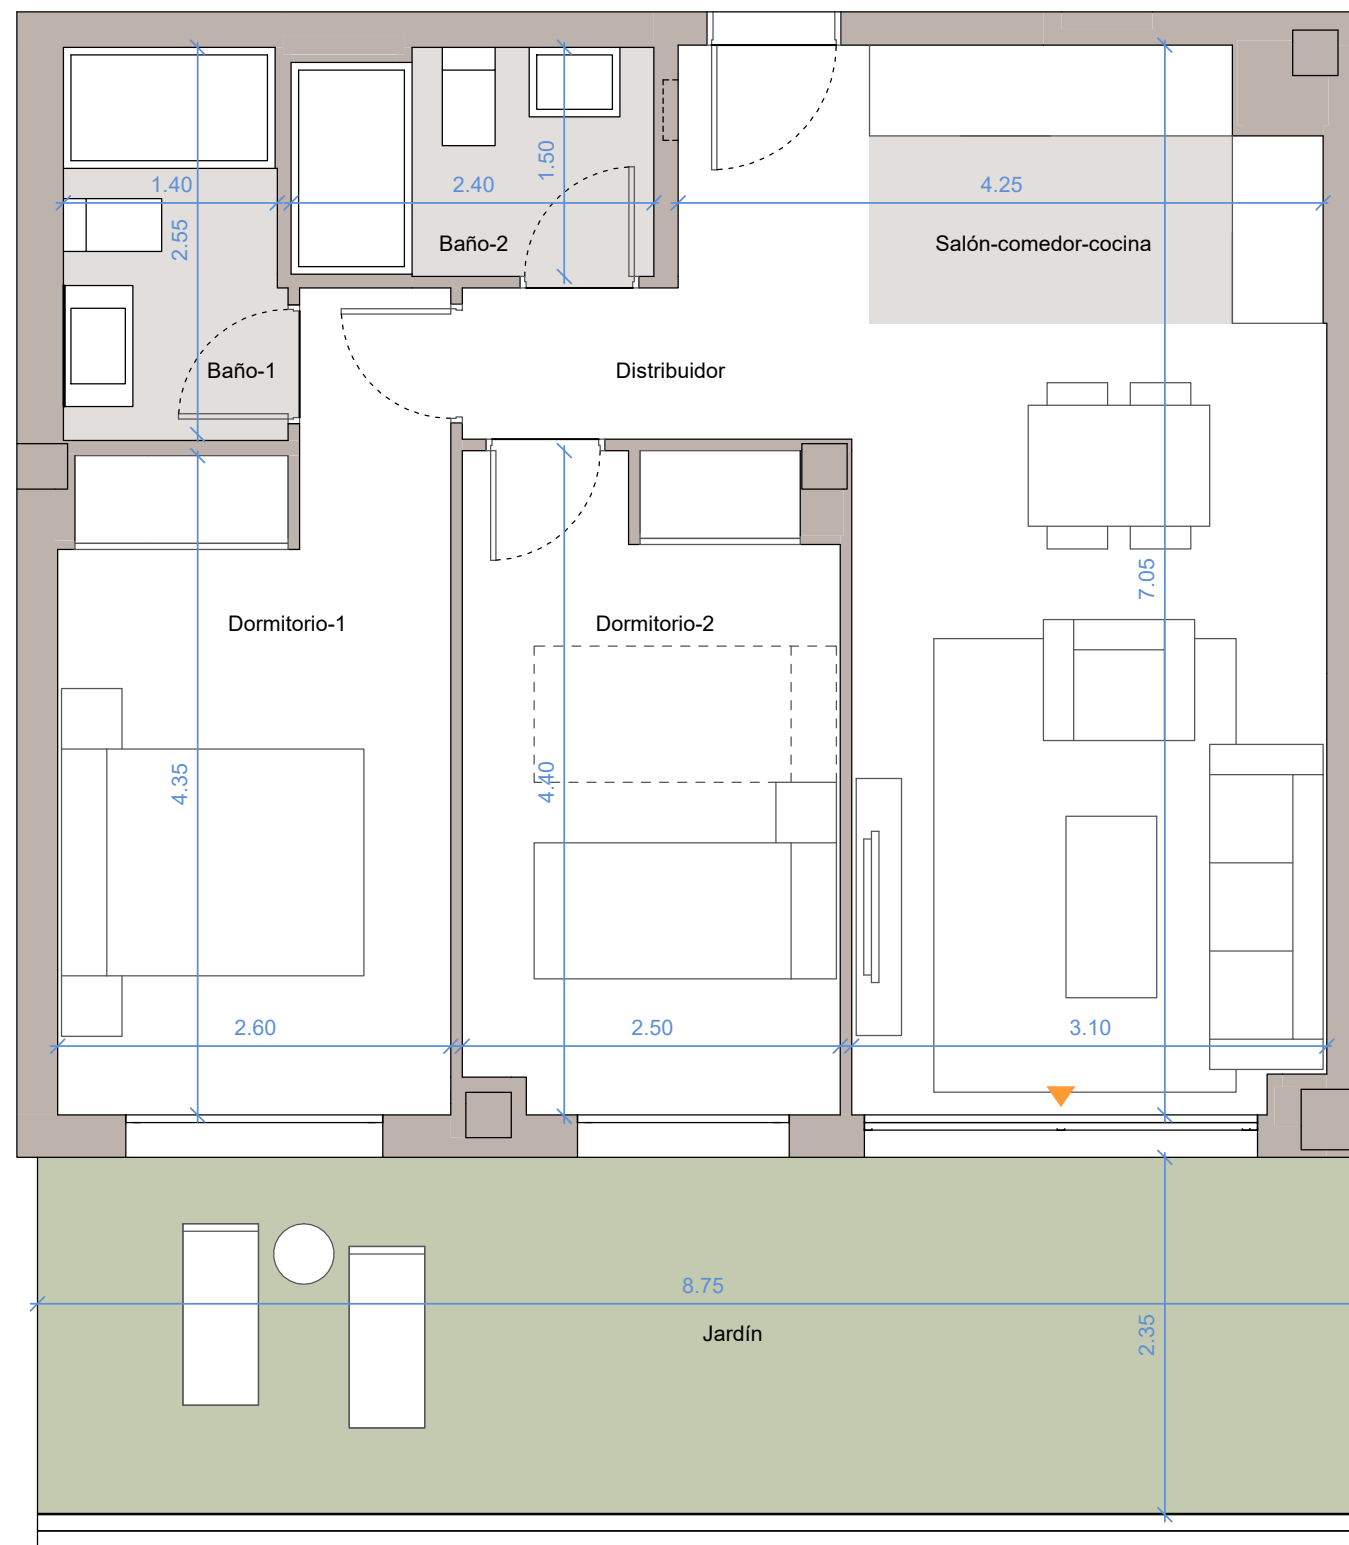 1.40
2.55
2.40
1.50
4.25
Baño-2
Salón-comedor-cocina
Baño-1
Distribuidor
7.05
Dormitorio-1
Dormitorio-2
4.35
4.40
2.60
2.50
3.10
8.75
Jardín
2.35